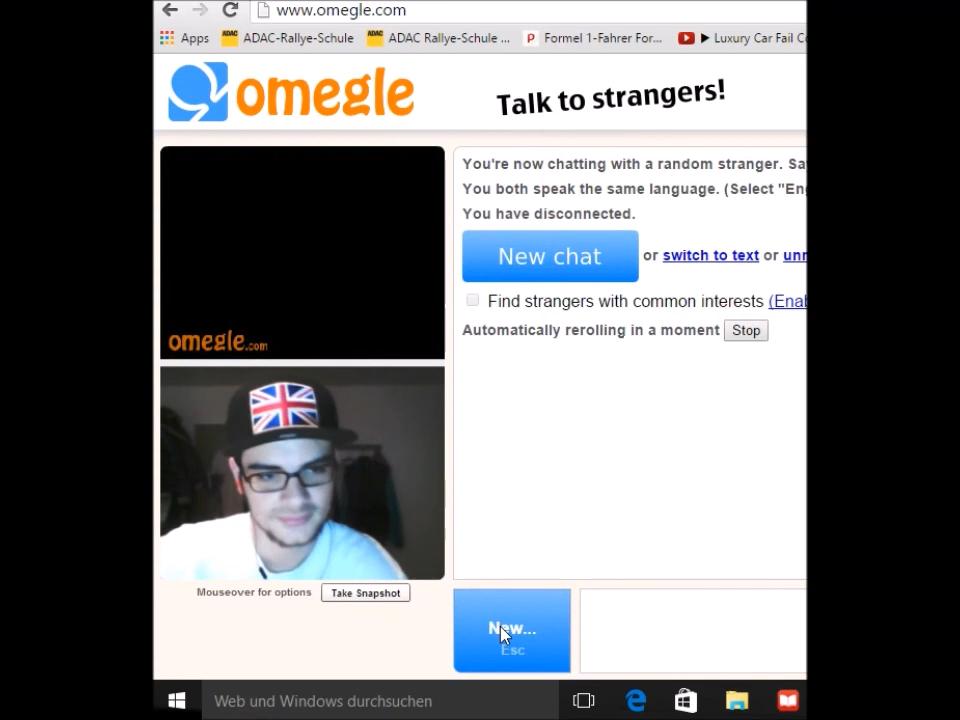 www.omegle.com
Apps ADAC-Rallye-Schule ADAC Rallye-Schule ... Formel 1-Fahrer For... ▶ Luxury Car Fail
omegle Talk to strangers!
You're now chatting with a random stranger.
You both speak the same language. (Select
You have disconnected.
New chat or switch to text or
Find strangers with common interests
Automatically rerolling in a moment Stop
omegle.com
Mouseover for options Take Snapshot
New...
Esc
Web und Windows durchsuchen